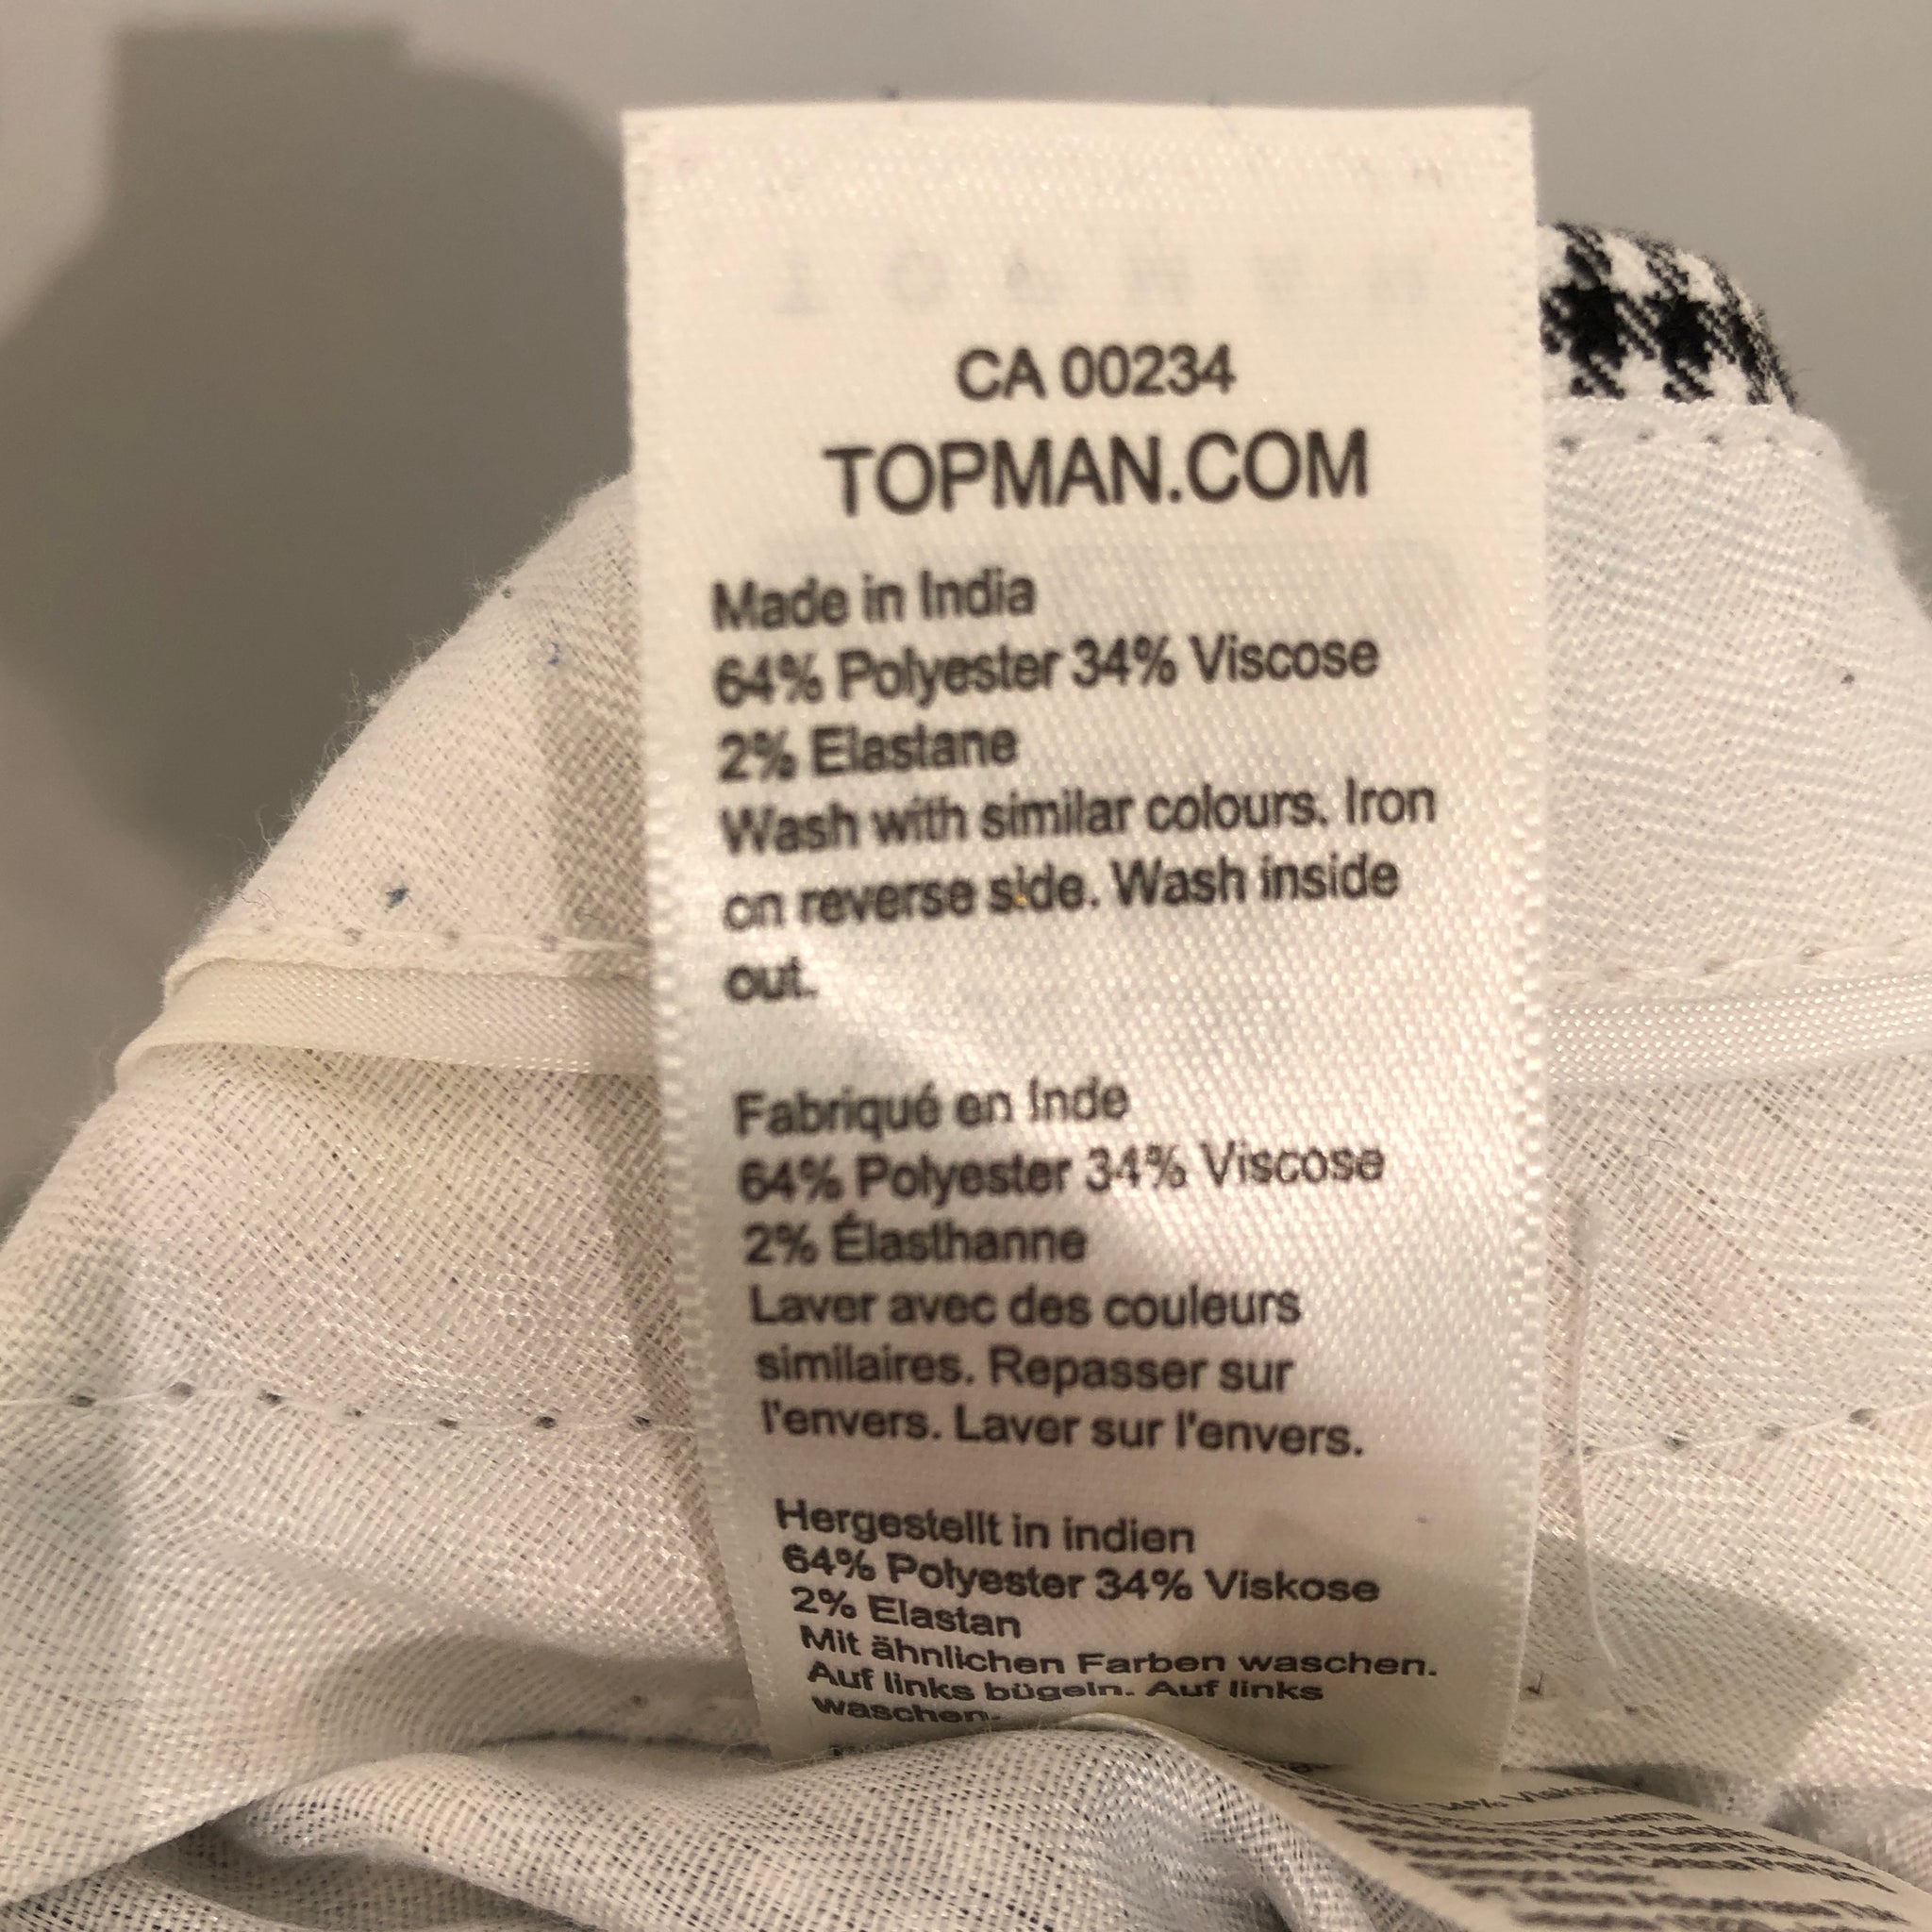 CA 00234
TOPMAN.COM
Made in India
64% Polyester 34% Viscose
2% Elastane
Wash with similar colours. Iron
on reverse side. Wash inside
out.
Fabriqué en Inde
64% Polyester 34% Viscose
2% Élasthanne
Laver avec des couleurs
similaires. Repasser sur
l'envers. Laver sur l'envers.
Hergestellt in indien
64% Polyester 34% Viskose
2% Elastan
Mit ähnlichen Farben waschen.
Auf links bügeln. Auf links
waschen.